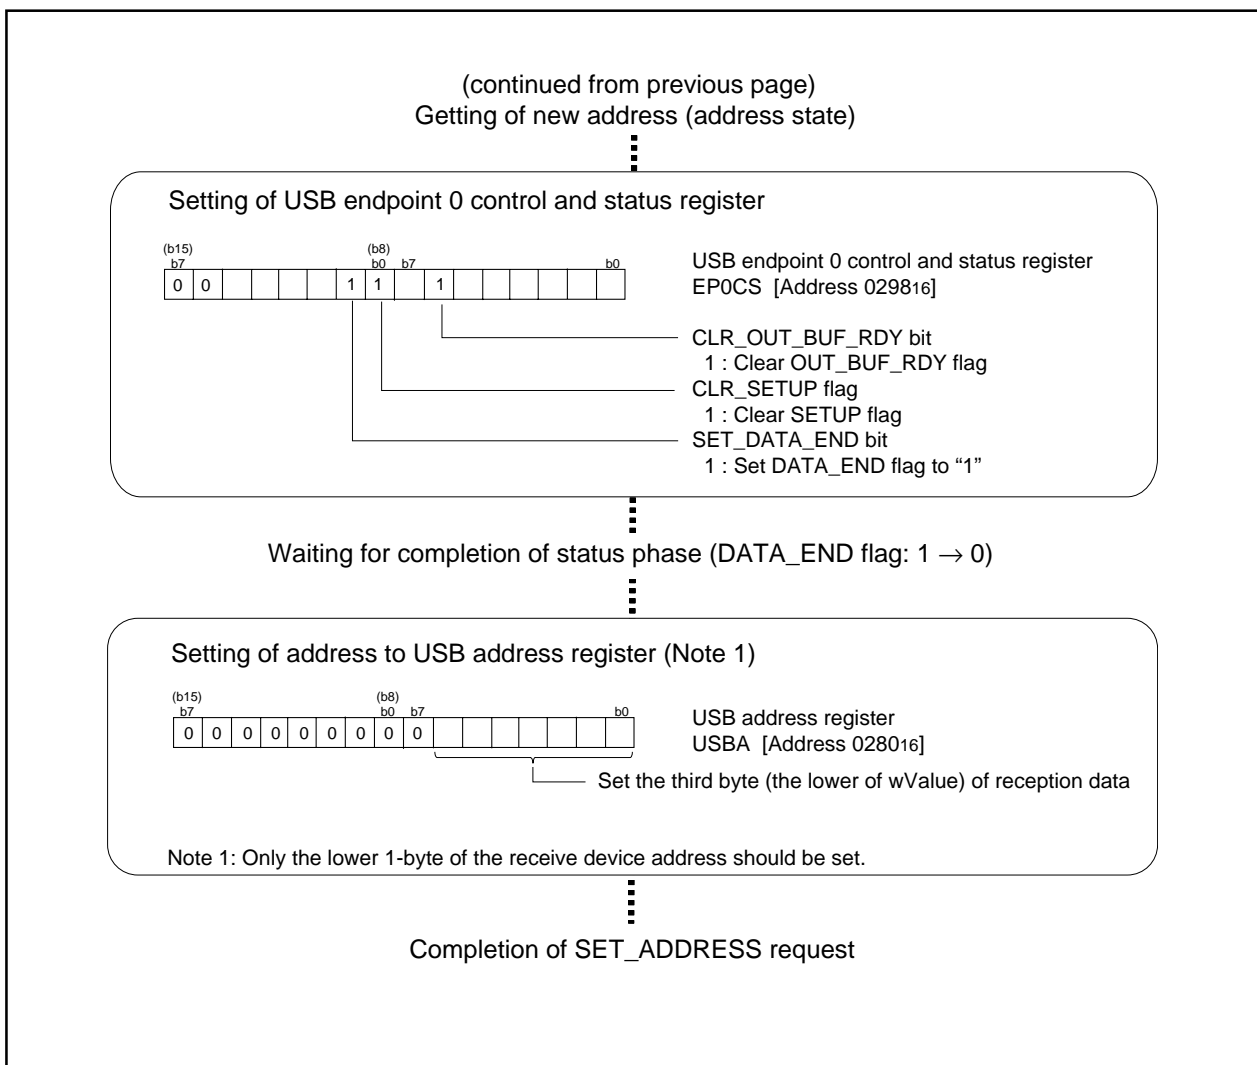 (continued from previous page)
Getting of new address (address state)
Setting of USB endpoint 0 control and status register
(b15) (b8)
b7 b0 b7 b0
0 0 1 1 1
USB endpoint 0 control and status register
EP0CS [Address 029816]
CLR_OUT_BUF_RDY bit
1 : Clear OUT_BUF_RDY flag
CLR_SETUP flag
1 : Clear SETUP flag
SET_DATA_END bit
1 : Set DATA_END flag to “1”
Waiting for completion of status phase (DATA_END flag: 1 → 0)
Setting of address to USB address register (Note 1)
(b15) (b8)
b7 b0 b7 b0
0 0 0 0 0 0 0 0 0
USB address register
USBA [Address 028016]
Set the third byte (the lower of wValue) of reception data
Note 1: Only the lower 1-byte of the receive device address should be set.
Completion of SET_ADDRESS request